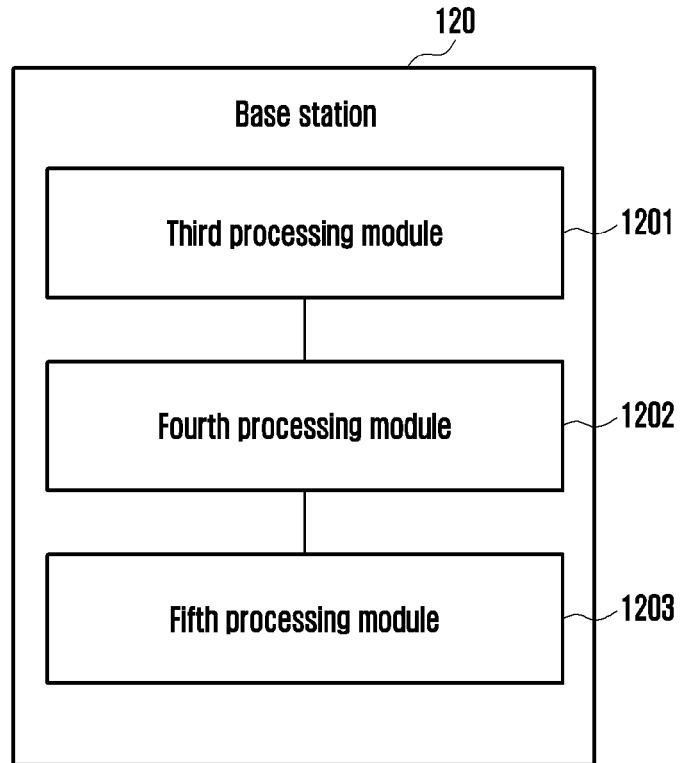 120
Base station
Third processing module
1201
Fourth processing module
1202
Fifth processing module
1203